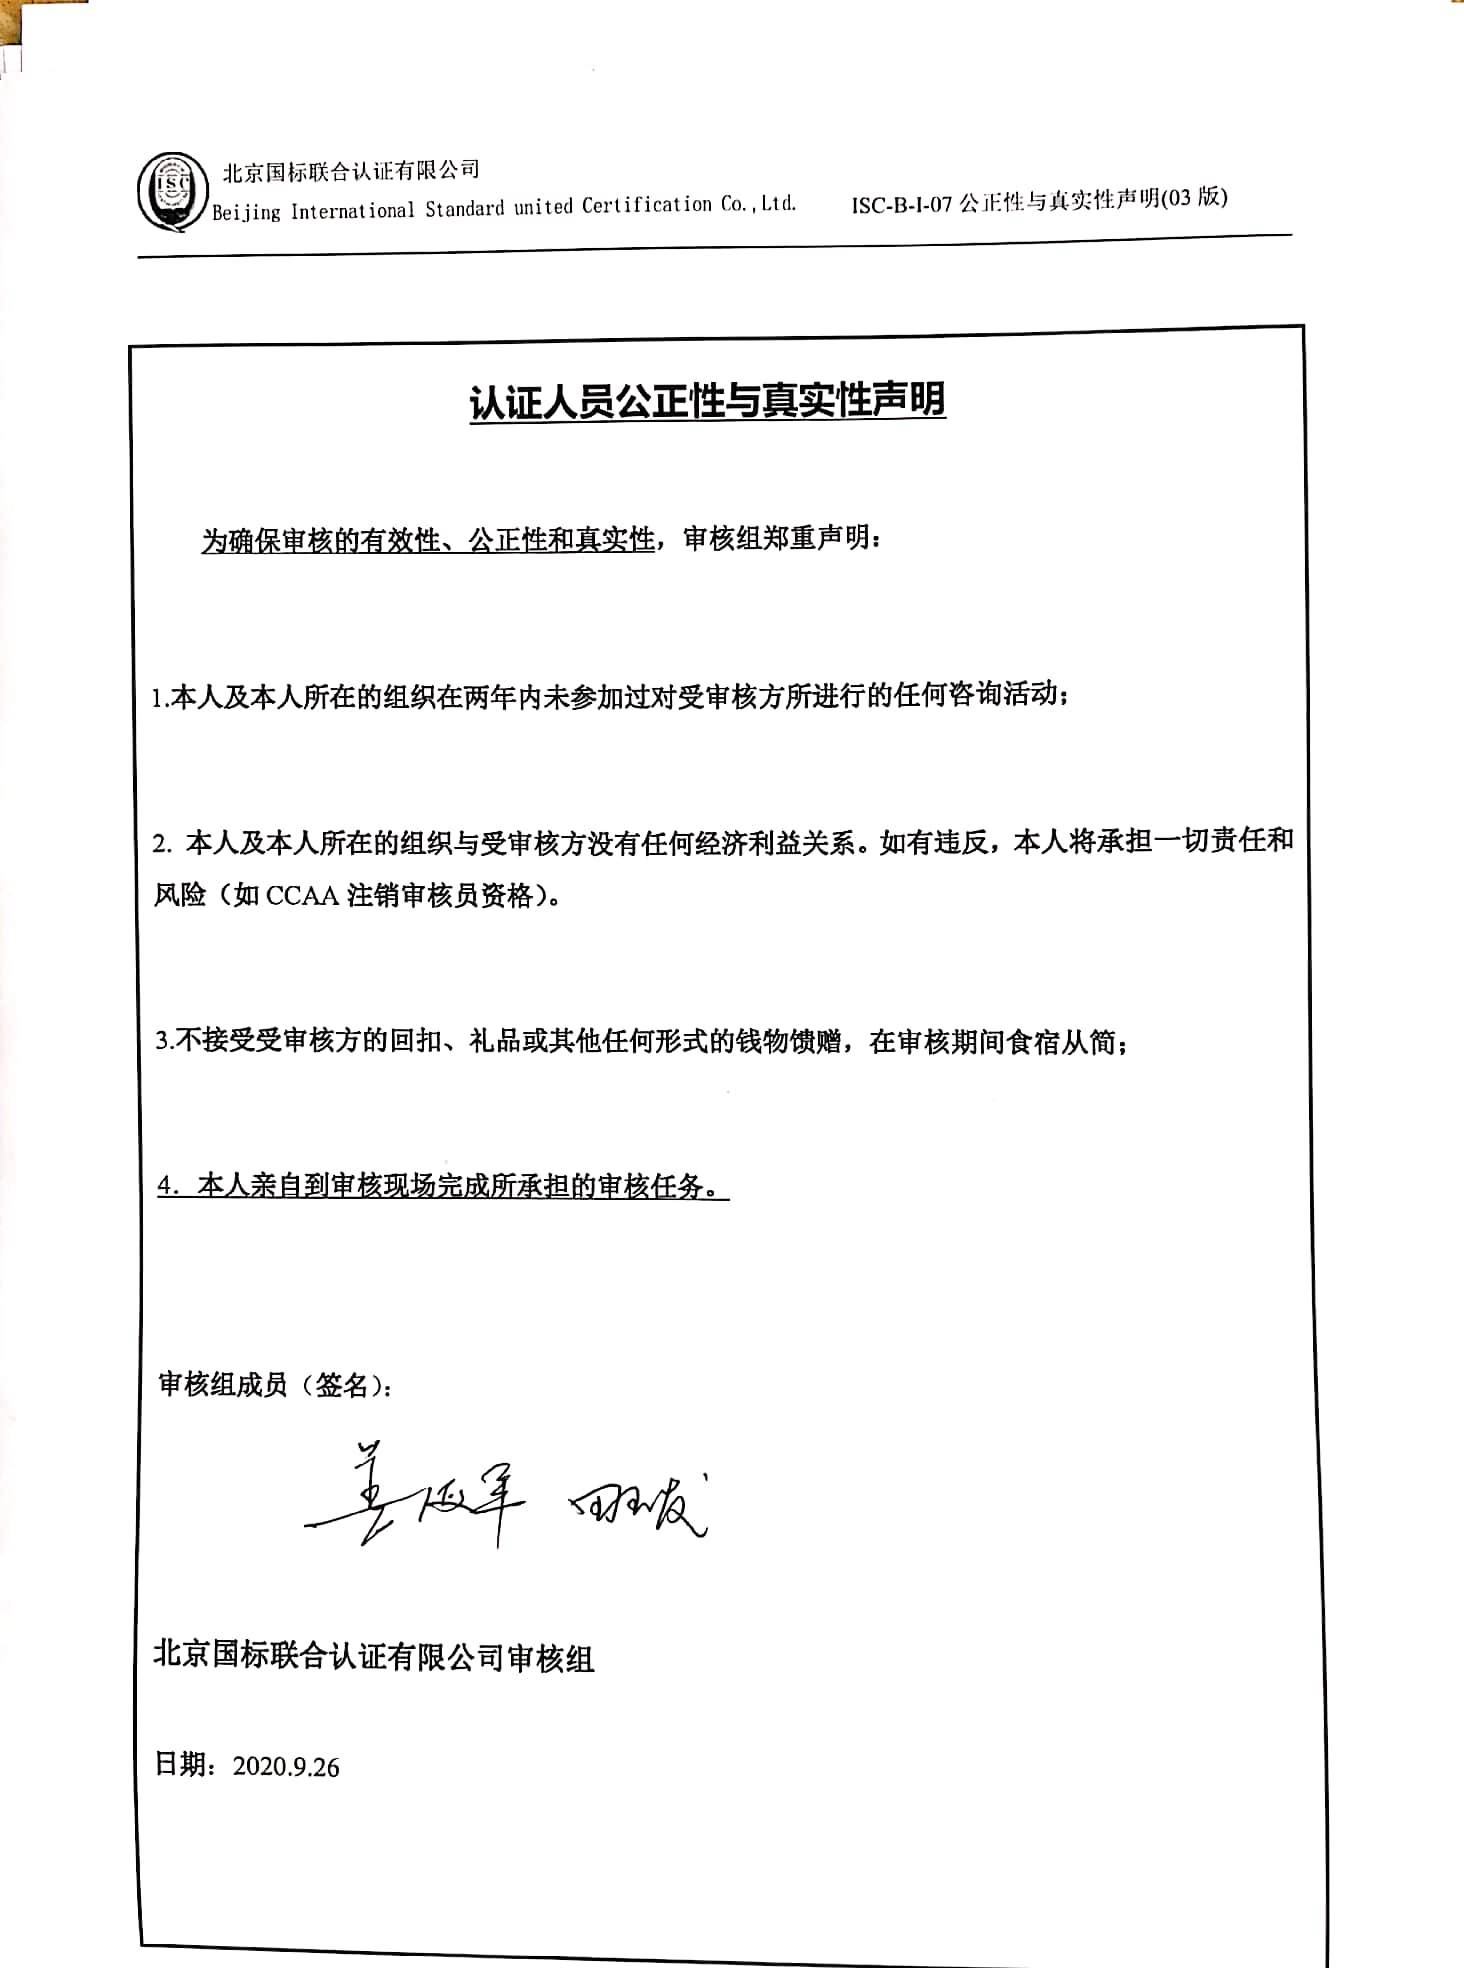 ISC
北京国标联合认证有限公司
Beijing International Standard united Certification Co.,Ltd.    ISC-B-I-07 公正性与真实性声明(03 版)
认证人员公正性与真实性声明
为确保审核的有效性、公正性和真实性，审核组郑重声明：
1.本人及本人所在的组织在两年内未参加过对受审核方所进行的任何咨询活动；
2. 本人及本人所在的组织与受审核方没有任何经济利益关系。如有违反，本人将承担一切责任和
风险（如 CCAA 注销审核员资格）。
3.不接受受审核方的回扣、礼品或其他任何形式的钱物馈赠，在审核期间食宿从简；
4. 本人亲自到审核现场完成所承担的审核任务。
审核组成员（签名）：
北京国标联合认证有限公司审核组
日期：2020.9.26